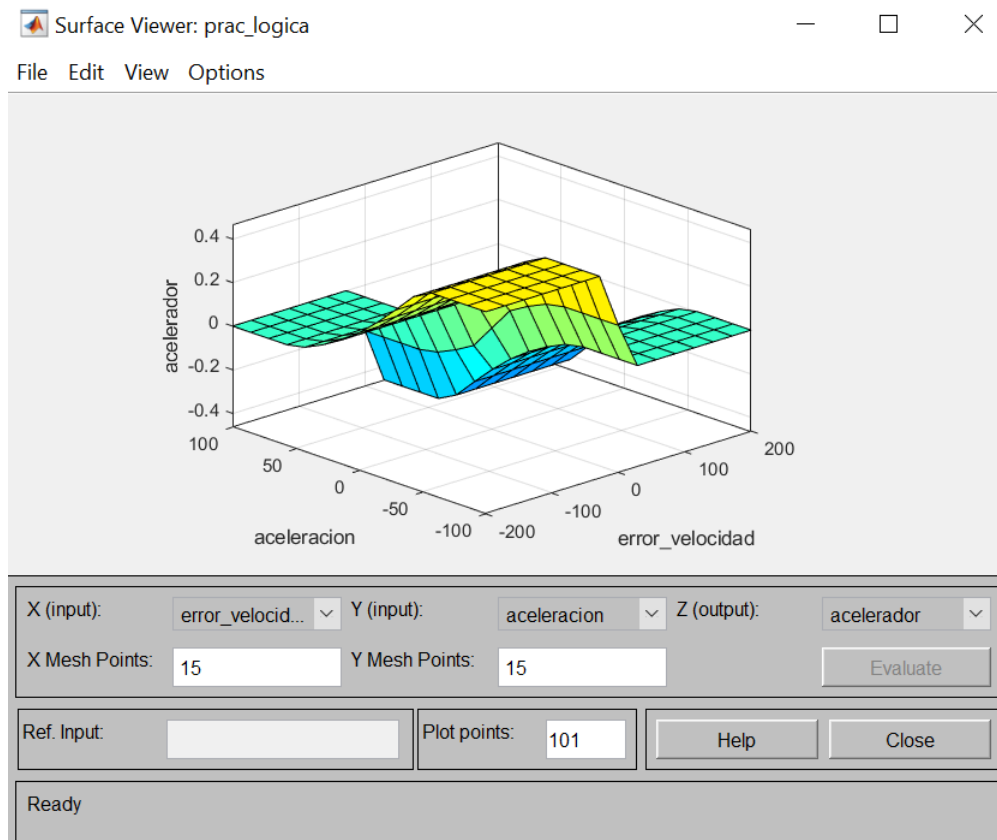 Surface Viewer: prac_logica
File Edit View Options
acelerador
0.4
0.2
0
-0.2
-0.4
100
50
0
-50
-100
aceleracion
-200
-100
0
100
200
error_velocidad
X (input): error_velocid... Y (input): aceleracion Z (output): acelerador
X Mesh Points: 15 Y Mesh Points: 15 Evaluate
Ref. Input: Plot points: 101 Help Close
Ready